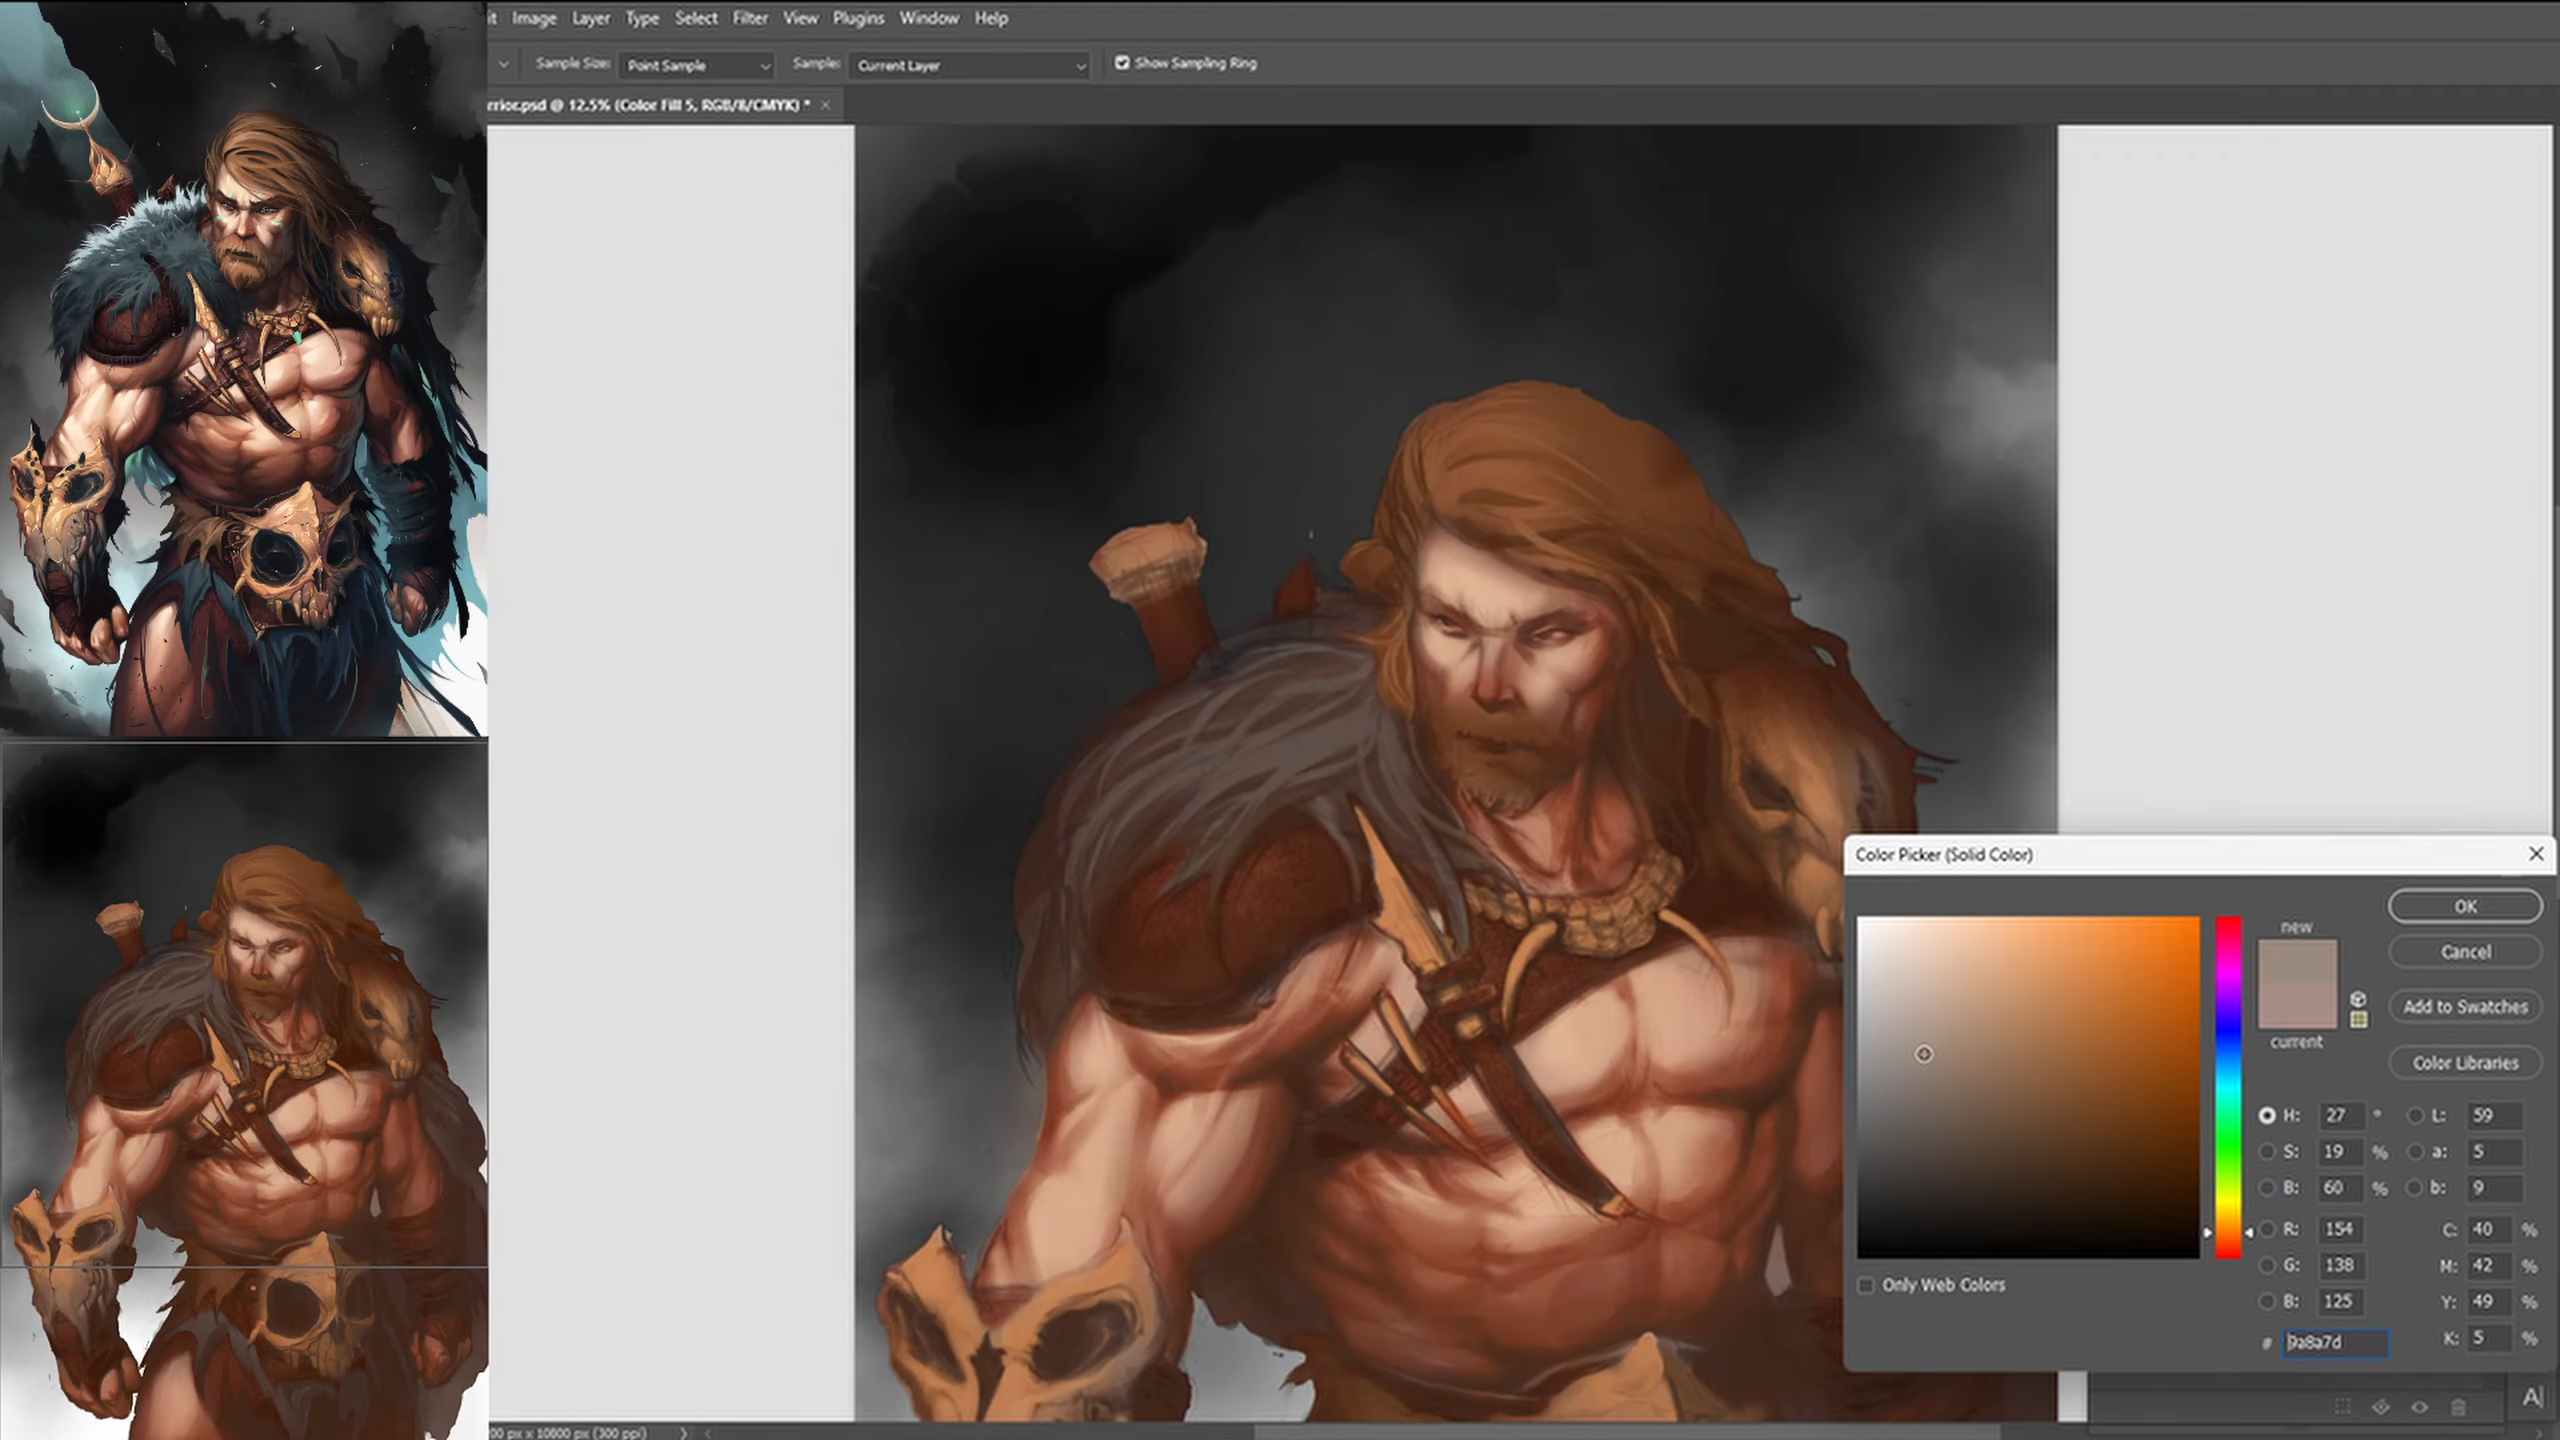 it Image Layer Type Select Filter View Plugins Window Help
Sample Size: Point Sample Sample: Current Layer Show Sampling Ring
rrior.psd @ 12.5% (Color Fill 5, RGB/8/CMYK) * ×
Color Picker (Solid Color)
new
current
OK
Cancel
Add to Swatches
Color Libraries
H: 27 ° L: 59
S: 19 % a: 5
B: 60 % b: 9
R: 154 C: 40 %
G: 138 M: 42 %
B: 125 Y: 49 %
# 9a8a7d K: 5 %
Only Web Colors
A
00 px x 10800 px (300 ppi)